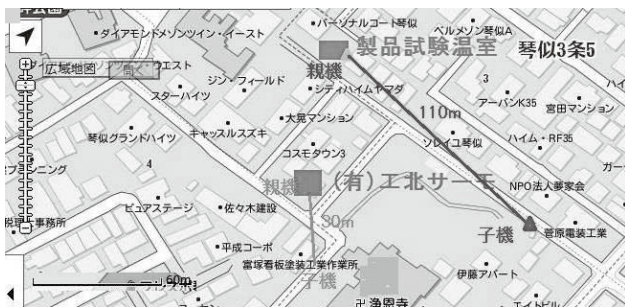 パーソナルコート琴似
ベルメゾン琴似A
ダイアモンドメゾンツイン・イースト
製品試験温室
琴似3条5
広域地図
ウエスト
親機
ジン・フィールド
シティハイムヤマダ
3
スターハイツ
110m
アーバンK35
宮田マンション
大晃マンション
琴似グランドハイツ
キャッスルスズキ
ソレイユ琴似
ハイム・RF35
コスモタウン3
4
親機
(有)工北サーモ
NPO法人夢家会
ピュアステージ
佐々木建設
30m
子機
菅原電装工業
事務所
平成コーポ
富塚看板塗装工業作業所
伊藤アパート
60m
子機
卍浄恩寺
エイトビル